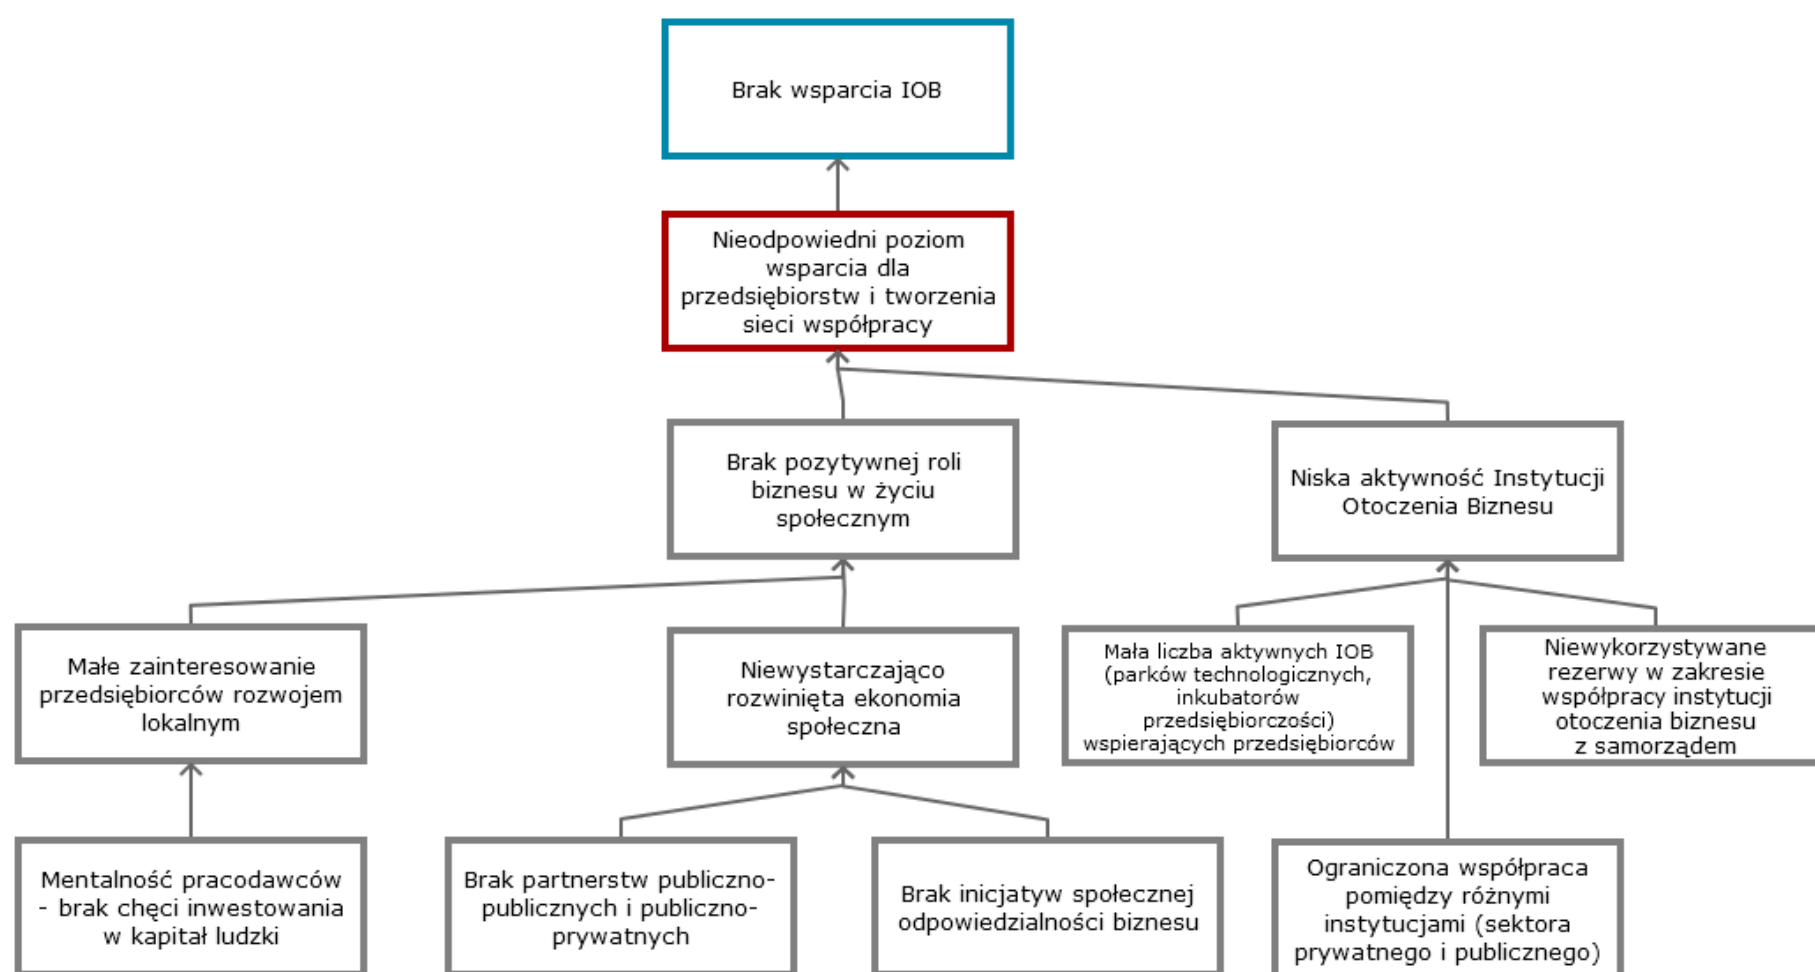 Brak wsparcia IOB
Nieodpowiedni poziom
wsparcia dla
przedsiębiorstw i tworzenia
sieci współpracy
Brak pozytywnej roli
biznesu w życiu
społecznym
Niska aktywność Instytucji
Otoczenia Biznesu
Małe zainteresowanie
przedsiębiorców rozwojem
lokalnym
Niewystarczająco
rozwinięta ekonomia
społeczna
Mała liczba aktywnych IOB
(parków technologicznych,
inkubatorów
przedsiębiorczości)
wspierających przedsiębiorców
Niewykorzystywane
rezerwy w zakresie
współpracy instytucji
otoczenia biznesu
z samorządem
Mentalność pracodawców
- brak chęci inwestowania
w kapitał ludzki
Brak partnerstw publiczno-
publicznych i publiczno-
prywatnych
Brak inicjatyw społecznej
odpowiedzialności biznesu
Ograniczona współpraca
pomiędzy różnymi
instytucjami (sektora
prywatnego i publicznego)